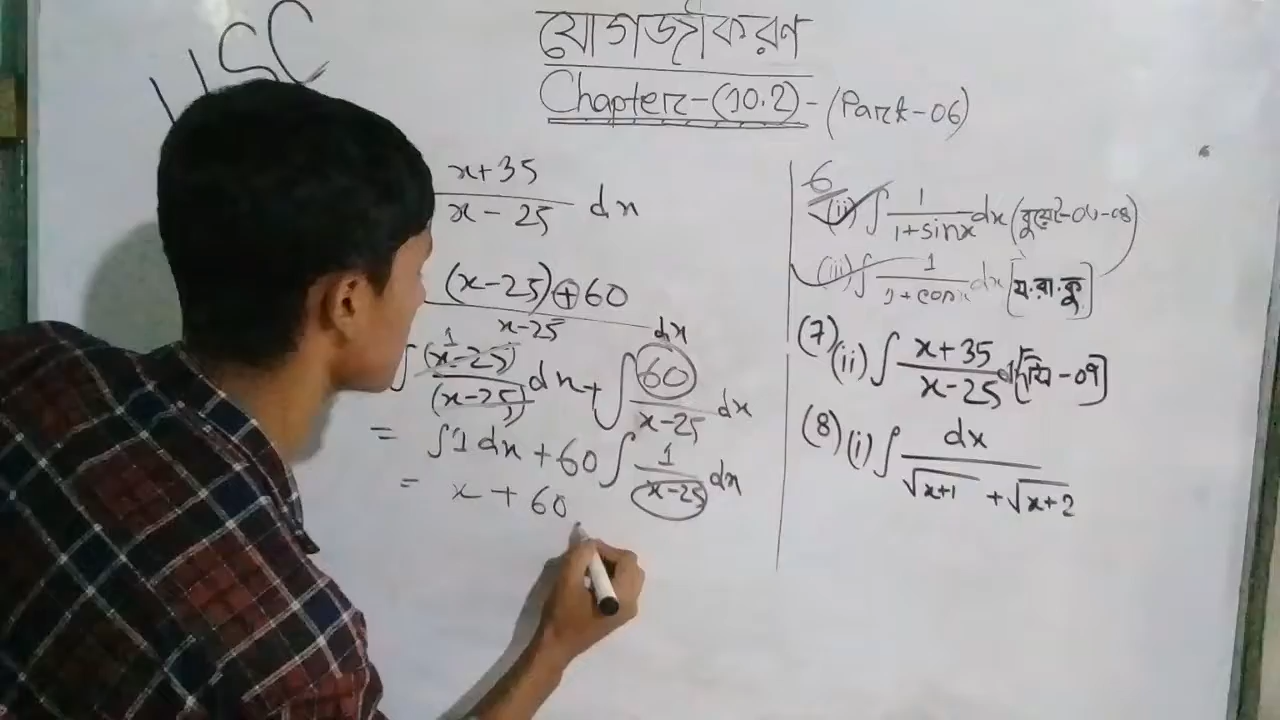 HSC
যোগজীকরণ
Chapter-(10.2)-(Part-06)
x+35
x-25 dx
(x-25)+60
x-25 dx
∫ (x-25) 1 / (x-25) dx + ∫ 60 / x-25 dx
= ∫1 dx + 60 ∫ 1 / (x-25) dx
= x + 60
6
(ii) ∫ 1 / 1+sinx dx
(iii) ∫ 1 / 1+cosx dx [য.রা.কু]
(7) (ii) ∫ x+35 / x-25
(8) (i) ∫ dx / √x+1 + √x+2